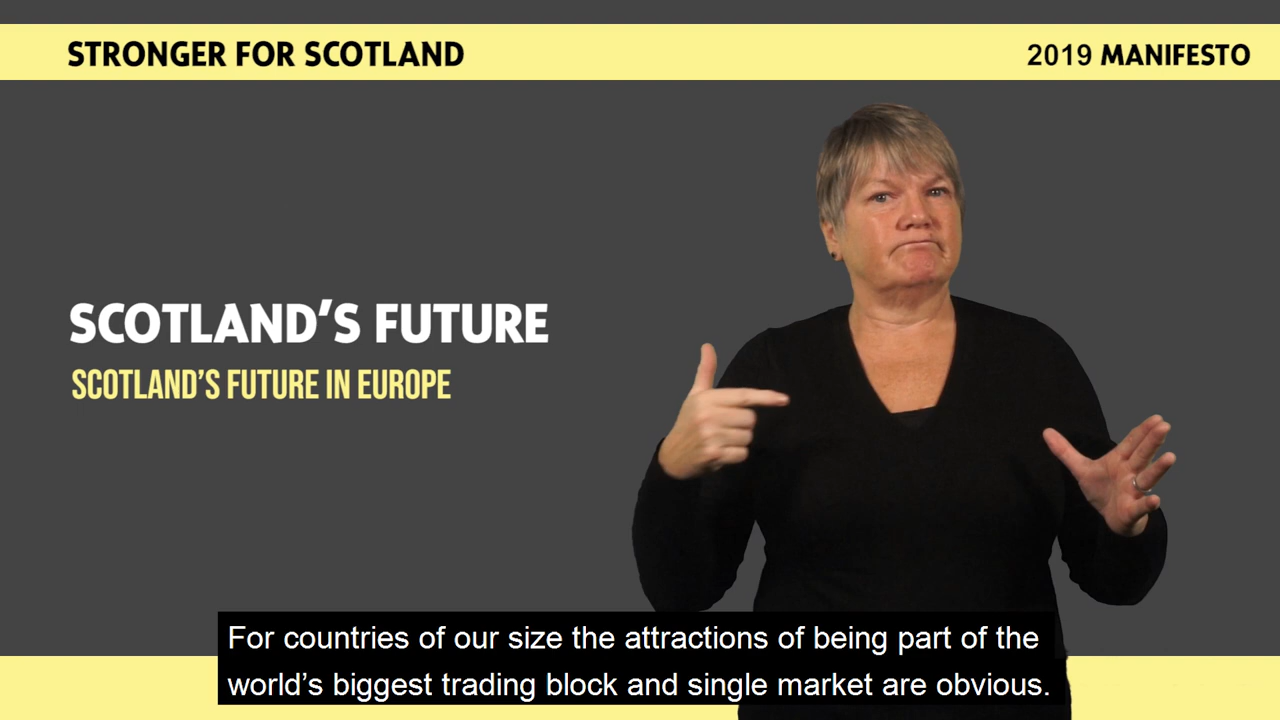 STRONGER FOR SCOTLAND
2019 MANIFESTO
SCOTLAND'S FUTURE
SCOTLAND'S FUTURE IN EUROPE
For countries of our size the attractions of being part of the
world's biggest trading block and single market are obvious.